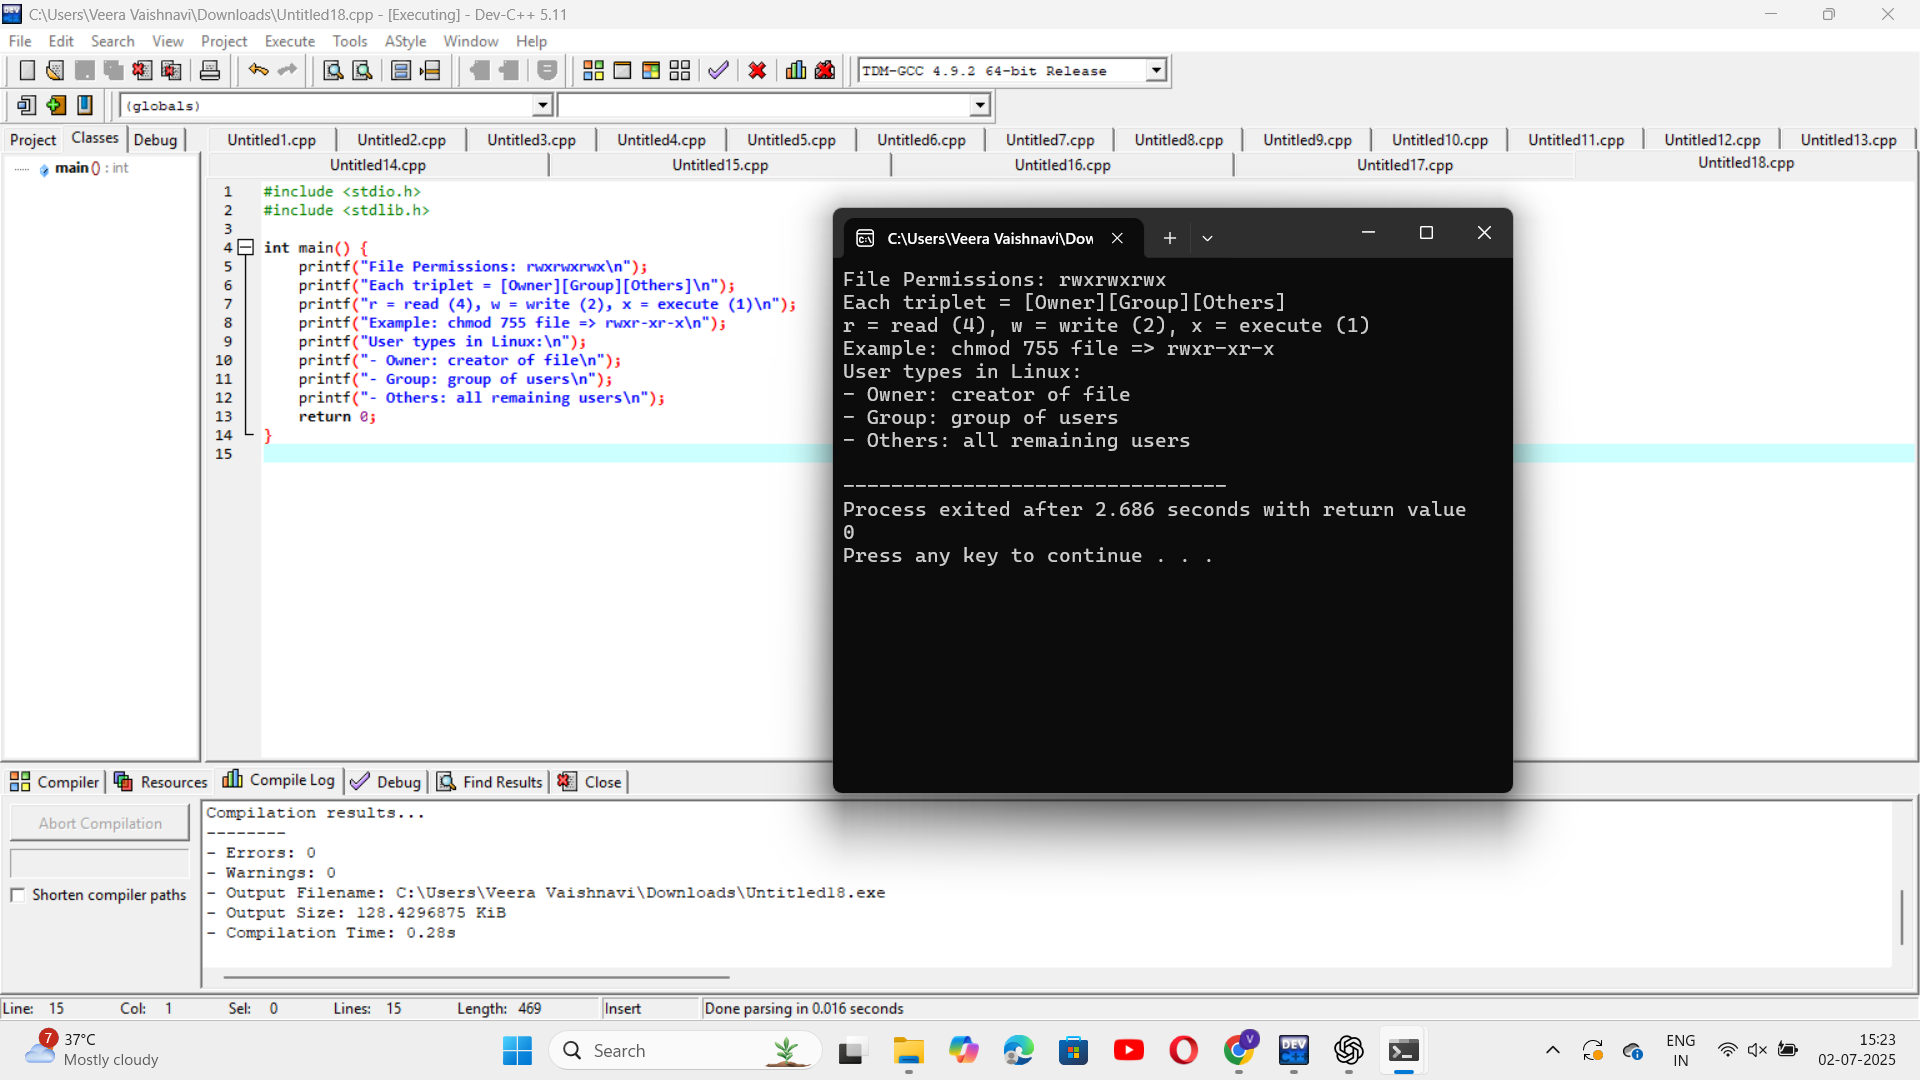 C:\Users\Veera Vaishnavi\Downloads\Untitled18.cpp - [Executing] - Dev-C++ 5.11
File Edit Search View Project Execute Tools AStyle Window Help
TDM-GCC 4.9.2 64-bit Release
(globals)
Project Classes Debug
Untitled1.cpp Untitled2.cpp Untitled3.cpp Untitled4.cpp Untitled5.cpp Untitled6.cpp Untitled7.cpp Untitled8.cpp Untitled9.cpp Untitled10.cpp Untitled11.cpp Untitled12.cpp Untitled13.cpp
Untitled14.cpp Untitled15.cpp Untitled16.cpp Untitled17.cpp Untitled18.cpp
main () : int
1 #include <stdio.h>
2 #include <stdlib.h>
3
4 int main() {
5 printf("File Permissions: rwxrwxrwx\n");
6 printf("Each triplet = [Owner][Group][Others]\n");
7 printf("r = read (4), w = write (2), x = execute (1)\n");
8 printf("Example: chmod 755 file => rwxr-xr-x\n");
9 printf("User types in Linux:\n");
10 printf("- Owner: creator of file\n");
11 printf("- Group: group of users\n");
12 printf("- Others: all remaining users\n");
13 return 0;
14 }
15
C:\Users\Veera Vaishnavi\Dow
File Permissions: rwxrwxrwx
Each triplet = [Owner][Group][Others]
r = read (4), w = write (2), x = execute (1)
Example: chmod 755 file => rwxr-xr-x
User types in Linux:
- Owner: creator of file
- Group: group of users
- Others: all remaining users
--------------------------------
Process exited after 2.686 seconds with return value
0
Press any key to continue . . .
Compiler Resources Compile Log Debug Find Results Close
Abort Compilation
Shorten compiler paths
Compilation results...
--------
- Errors: 0
- Warnings: 0
- Output Filename: C:\Users\Veera Vaishnavi\Downloads\Untitled18.exe
- Output Size: 128.4296875 KiB
- Compilation Time: 0.28s
Line: 15 Col: 1 Sel: 0 Lines: 15 Length: 469 Insert Done parsing in 0.016 seconds
7
37°C
Mostly cloudy
Search
V
DEV
ENG
IN
15:23
02-07-2025